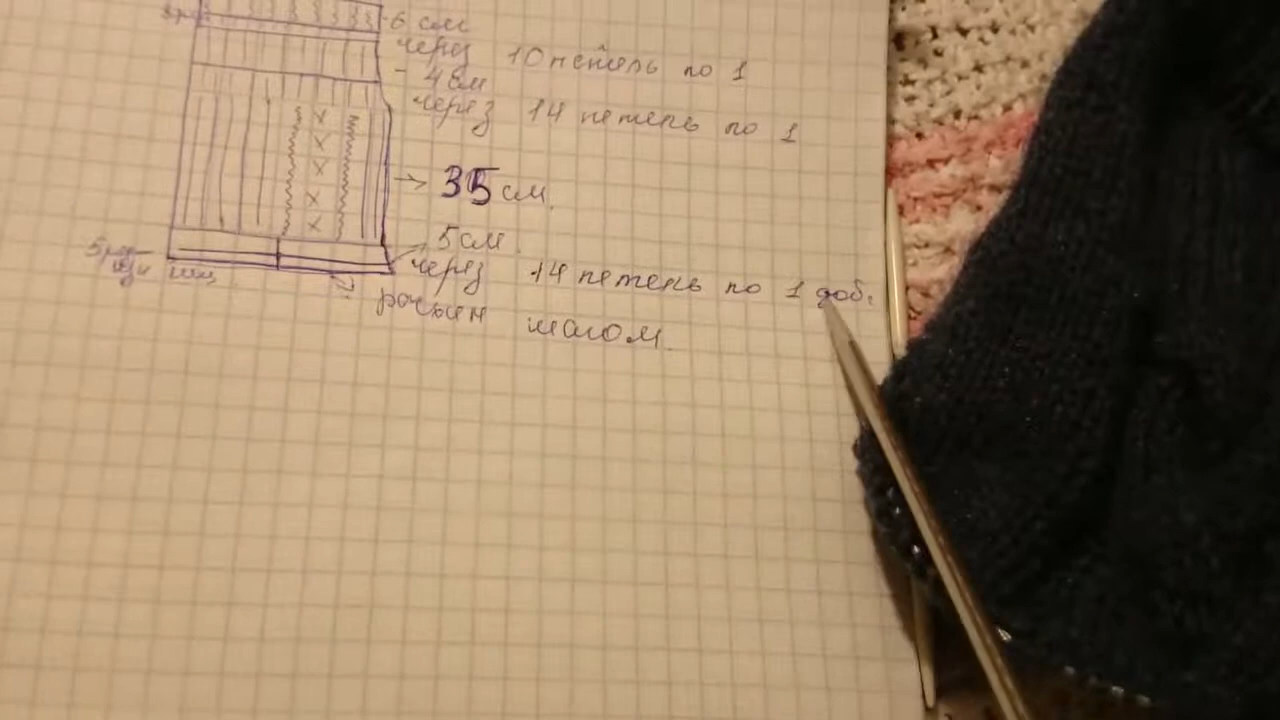 6 см
через 10 петель по 1
- 4 см
через 14 петель по 1
→ 35 см.
5 см.
через 14 петель по 1 доб.
рачьим шагом.